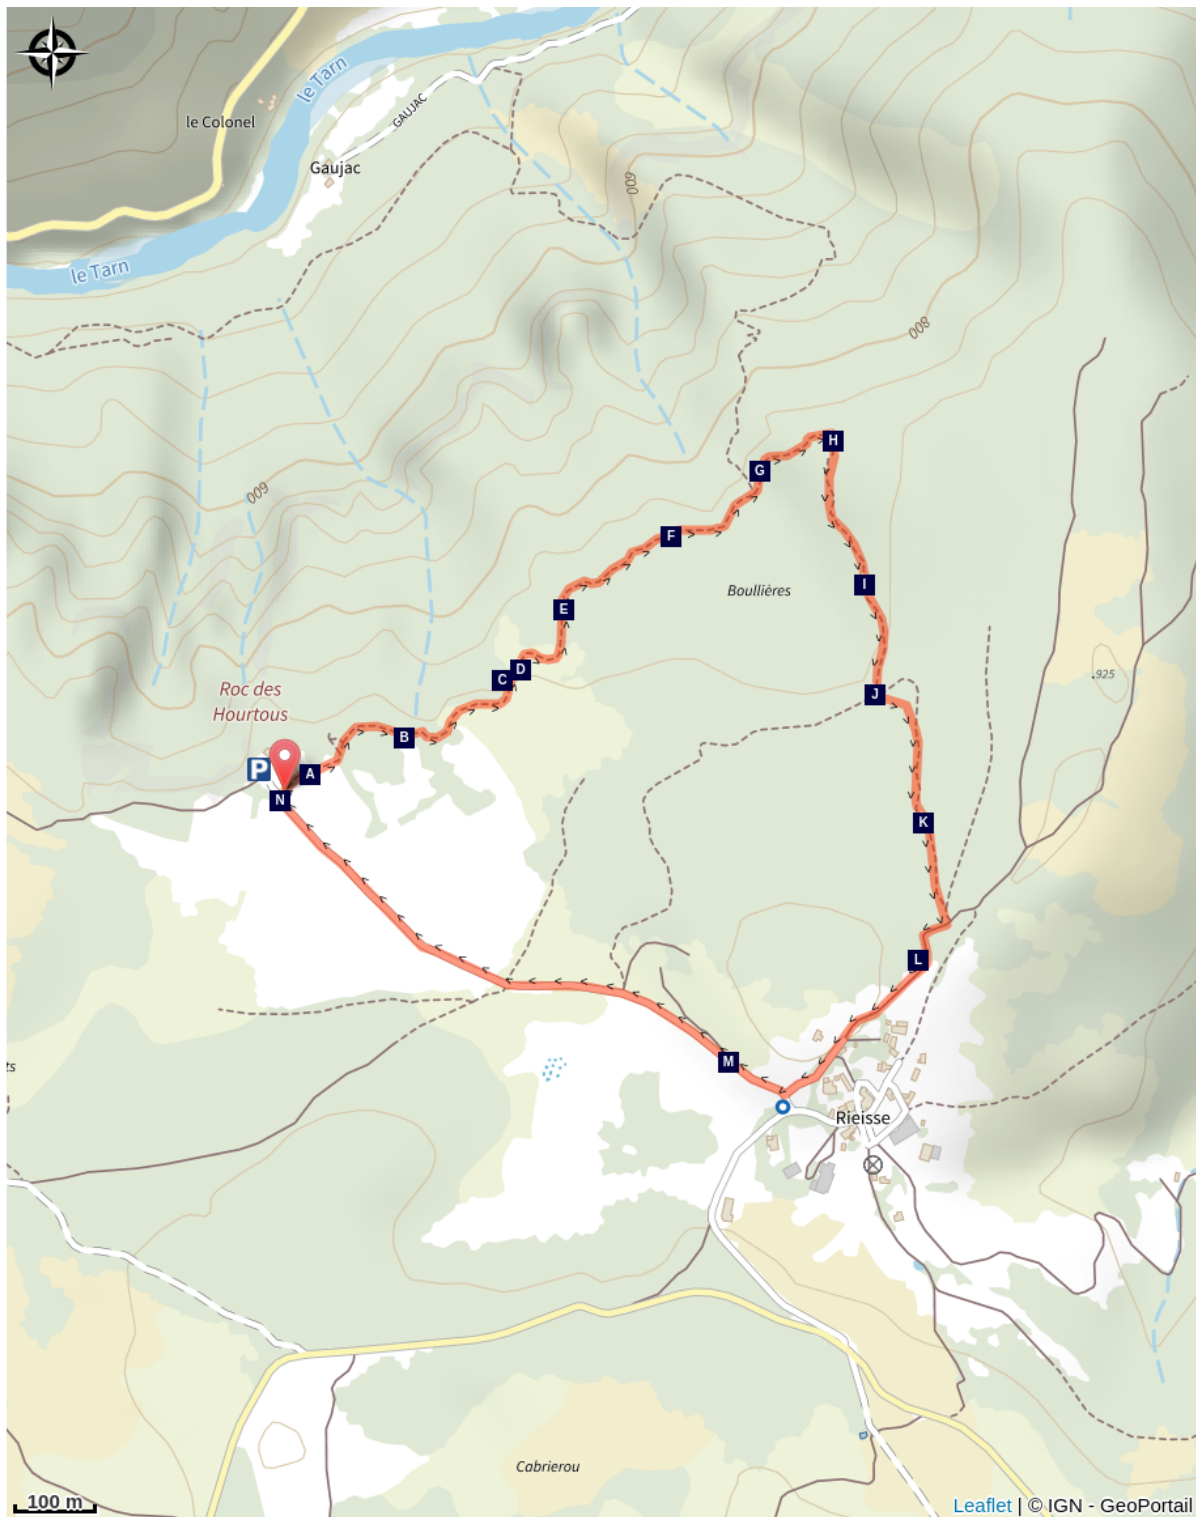 le Tarn
GAUJAC
le Colonel
Gaujac
600
le Tarn
800
H
G
600
F
I
Boullières
E
D
C
.925
Roc des
Hourtous
J
B
P
A
N
K
L
M
ts
Rieisse
Cabrierou
100 m
Leaflet | © IGN - GeoPortail